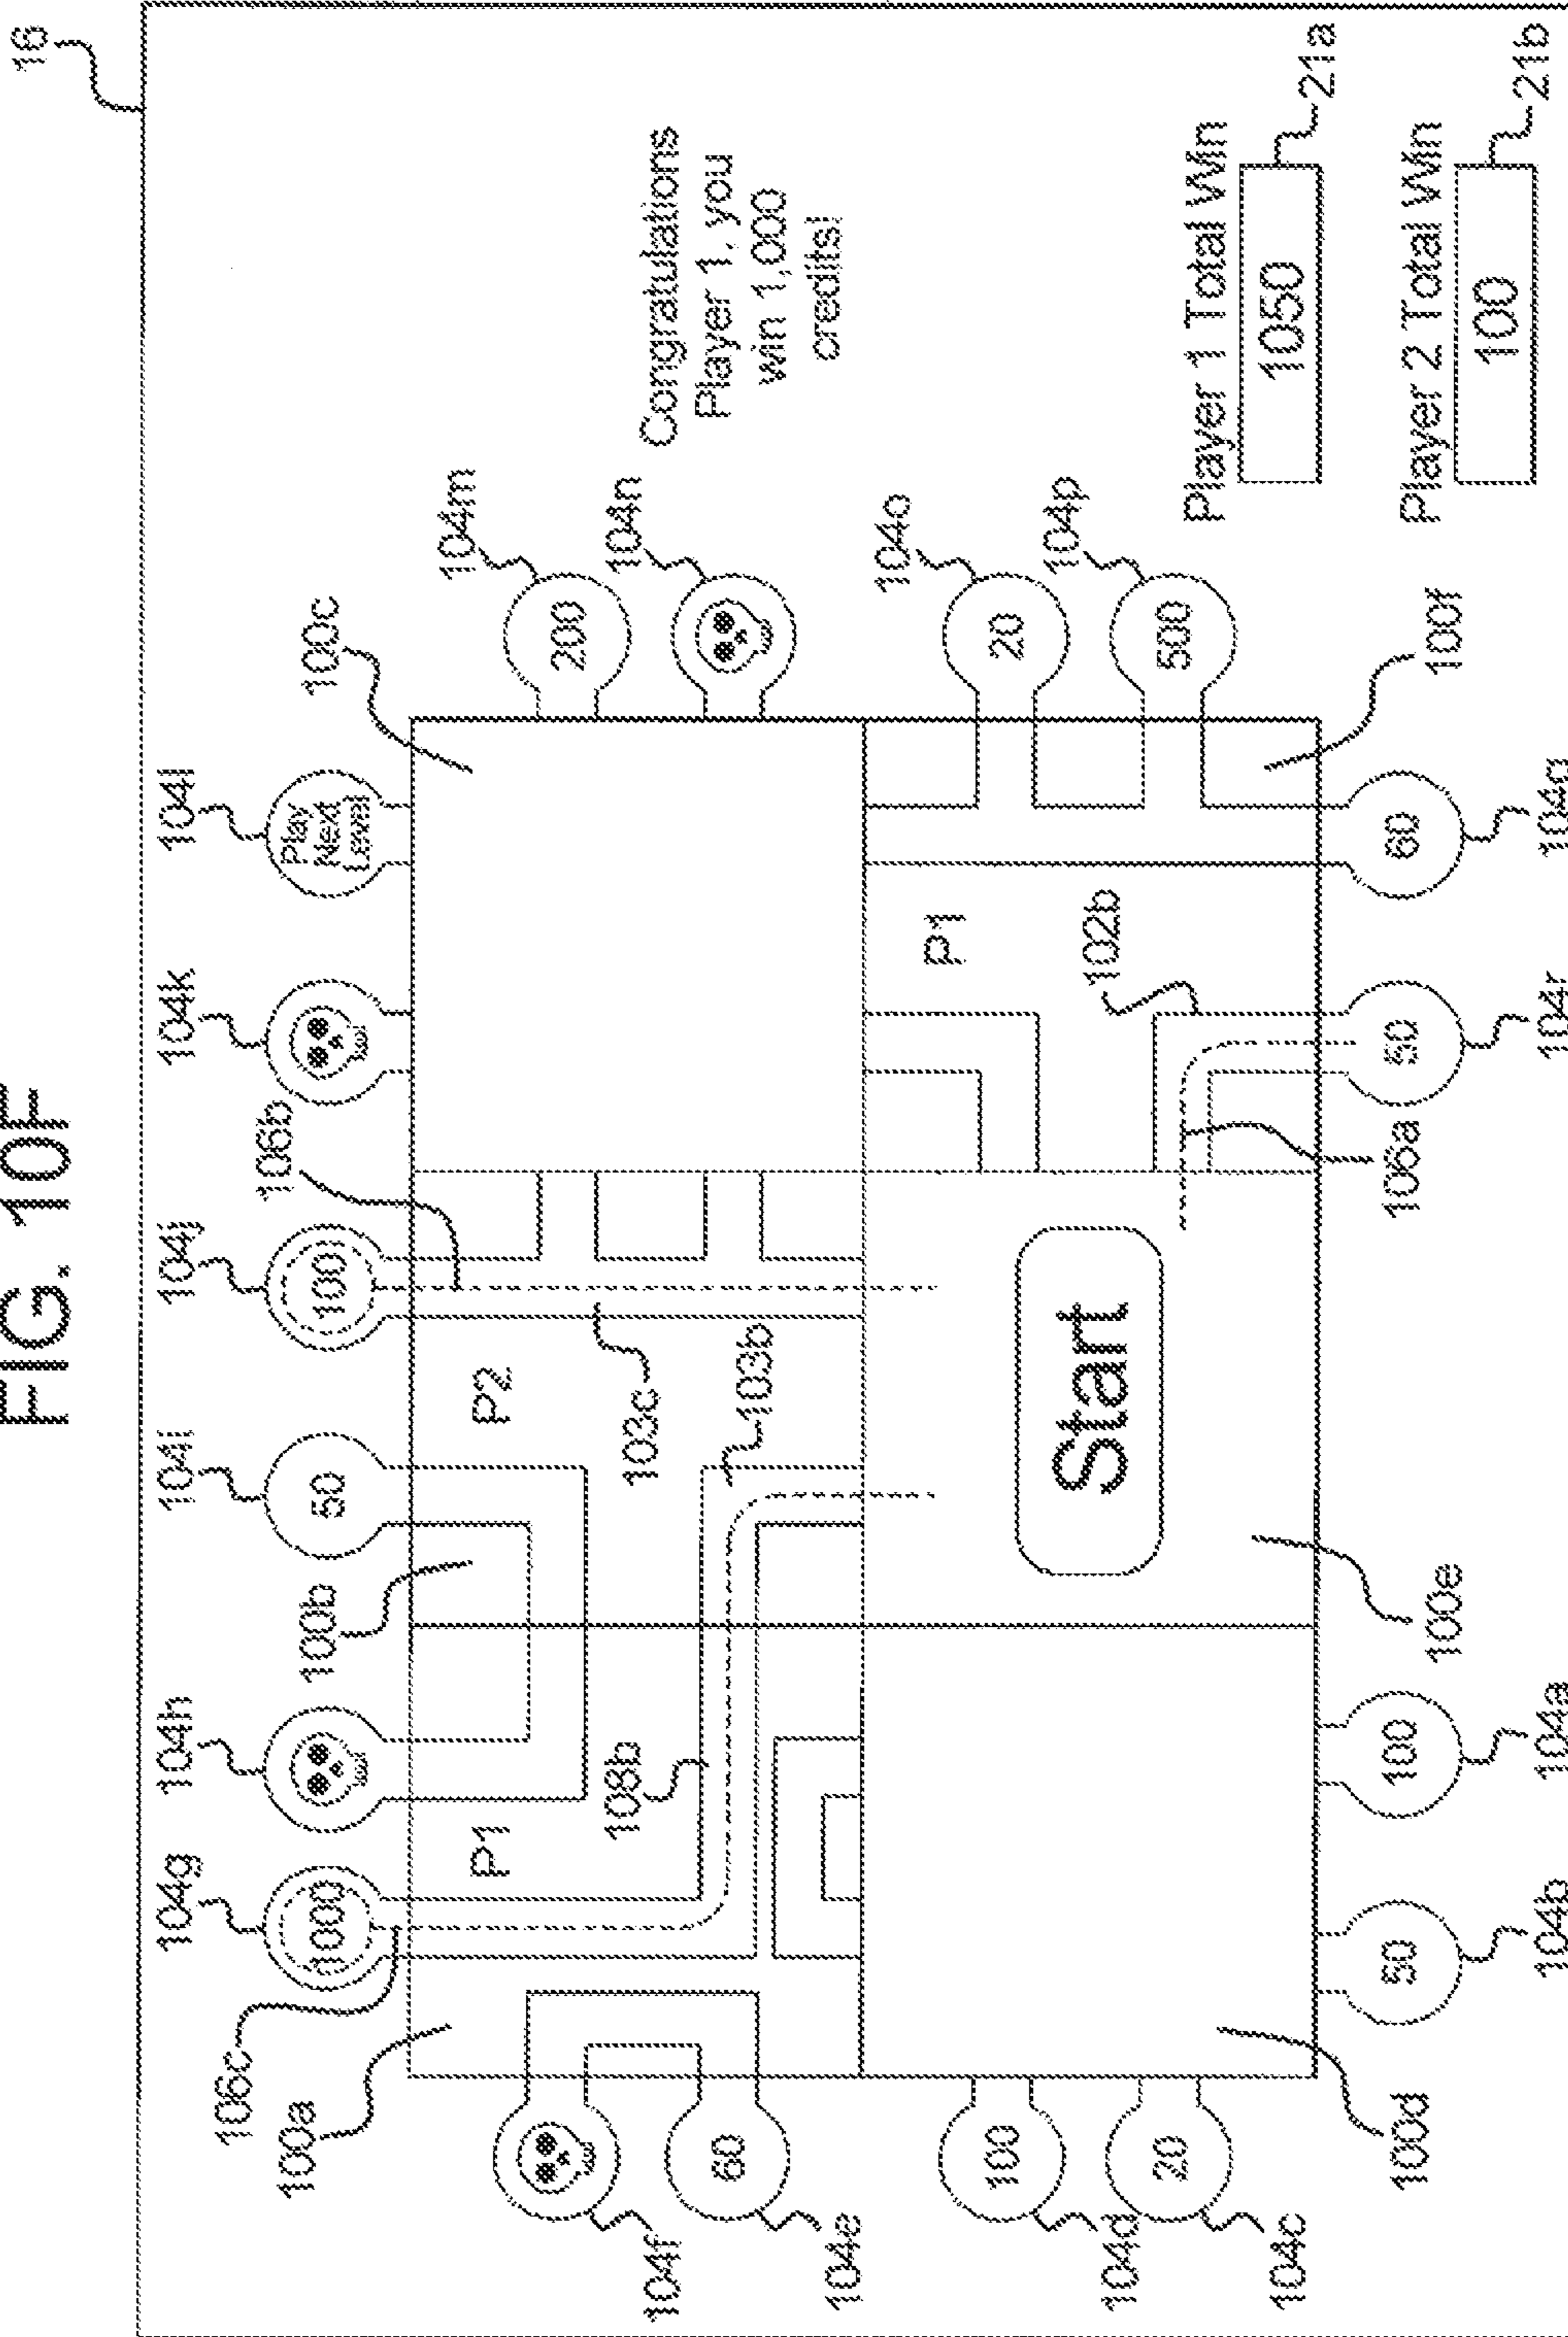 FIG. 10F
16
104g
104h
104i
104j
104k
104l
1000
50
100
Play
Next
Level
106c
100a
100b
106b
100c
104m
200
104n
104f
104e
60
P1
P2
108b
103c
103b
Congratulations
Player 1, you
win 1,000
credits!
104d
100
104c
20
Start
P1
102b
104o
20
104p
500
Player 1 Total Win
1050
21a
Player 2 Total Win
100
21b
100d
100e
106a
100f
50
100
50
60
104b
104a
104r
104q